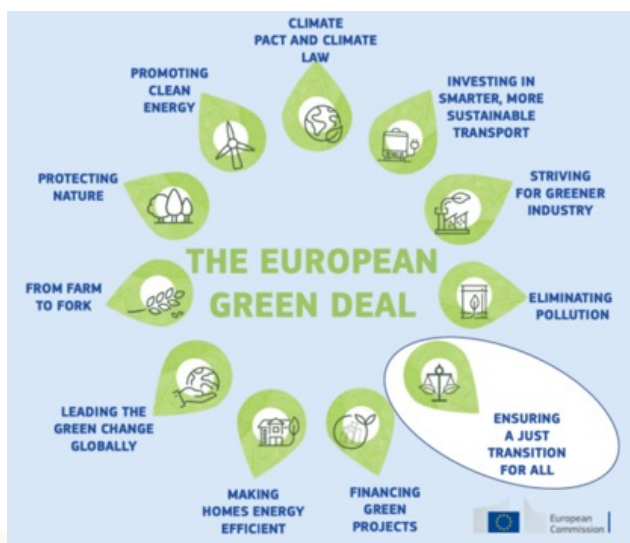 CLIMATE
PACT AND CLIMATE
LAW
PROMOTING
CLEAN
ENERGY
INVESTING IN
SMARTER, MORE
SUSTAINABLE
TRANSPORT
PROTECTING
NATURE
STRIVING
FOR GREENER
INDUSTRY
THE EUROPEAN
GREEN DEAL
FROM FARM
TO FORK
ELIMINATING
POLLUTION
LEADING THE
GREEN CHANGE
GLOBALLY
ENSURING
A JUST
TRANSITION
FOR ALL
MAKING
HOMES ENERGY
EFFICIENT
FINANCING
GREEN
PROJECTS
European
Commission